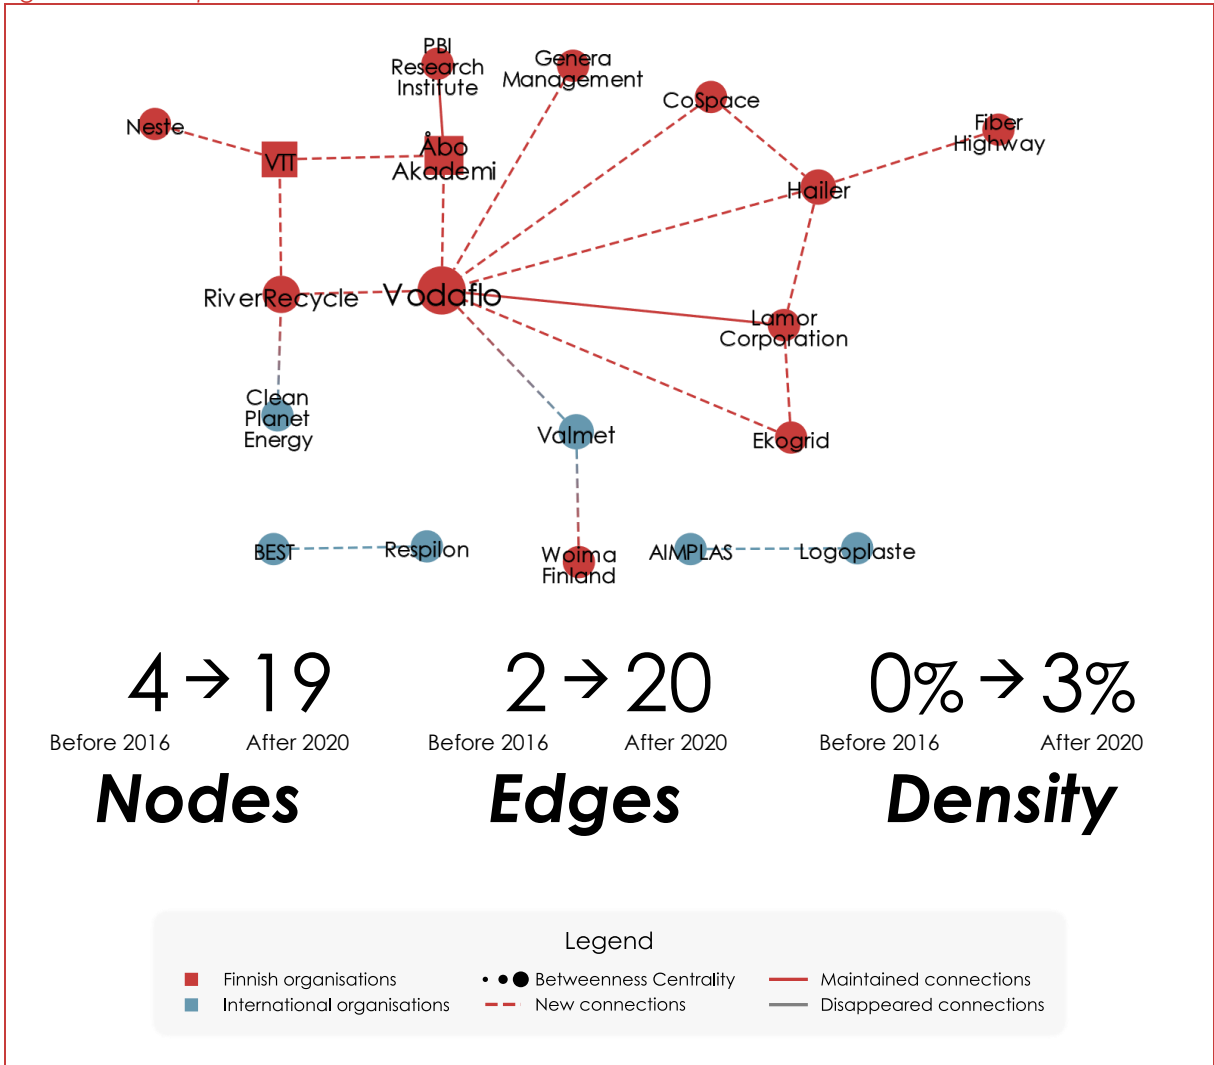 PBI
Research
Institute
Genera
Management
CoSpace
Neste
Fiber
Highway
VTT
Åbo
Akademi
Hailer
RiverRecycle
Vodaflo
Lamor
Corporation
Clean
Planet
Energy
Valmet
Ekogrid
BEST
Respilon
Woima
Finland
AIMPLAS
Logoplaste
4 → 19
2 → 20
0% → 3%
Before 2016
After 2020
Before 2016
After 2020
Before 2016
After 2020
Nodes
Edges
Density
Legend
Finnish organisations
Betweenness Centrality
Maintained connections
International organisations
New connections
Disappeared connections